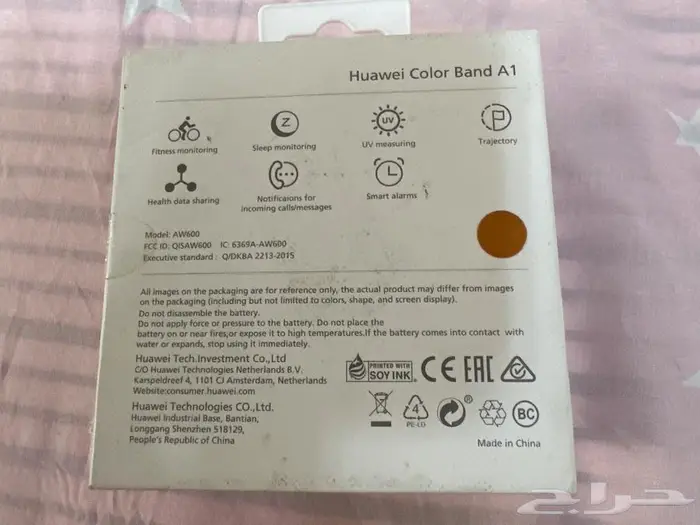 Huawei Color Band A1
Fitness monitoring
Sleep monitoring
UV
UV measuring
P
Trajectory
Z
Health data sharing
Notificaions for
incoming calls/messages
Smart alarms
Model: AW600
FCC ID: QISAW600 IC: 6369A-AW600
Executive standard : Q/DKBA 2213-2015
All images on the packaging are for reference only, the actual product may differ from images
on the packaging (including but not limited to colors, shape, and screen display).
Do not disassemble the battery.
Do not apply force or pressure to the battery. Do not place the
battery on or near fires,or expose it to high temperatures.If the battery comes into contact with
water or expands, stop using it immediately.
Huawei Tech.Investment Co.,Ltd
C/O Huawei Technologies Netherlands B.V.
Karspeldreef 4, 1101 CJ Amsterdam, Netherlands
Website:consumer.huawei.com
PRINTED WITH
SOY INK
CE EAC
Huawei Technologies CO.,Ltd.
Huawei Industrial Base, Bantian,
Longgang Shenzhen 518129,
People's Republic of China
4
PE-LD
®
BC
Made in China
حراج